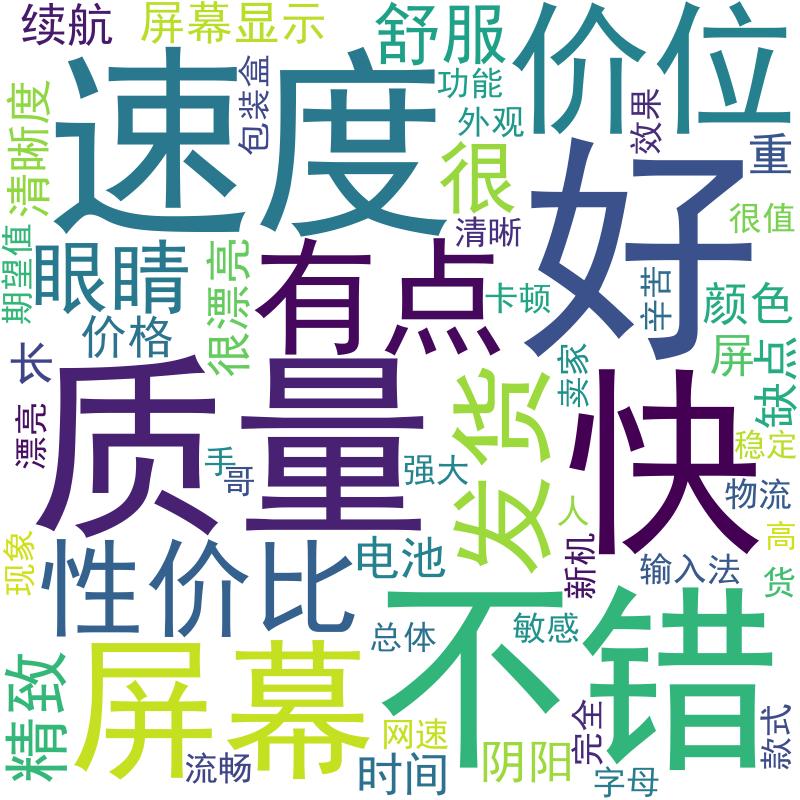 续航
屏幕显示
舒服
价位
速度
包装盒
功能
外观
效果
清晰度
很
好
重
很值
清晰
期望值
眼睛
很漂亮
有点
卡顿
辛苦
颜色
价格
长
屏
缺点
卖家
质量
发货
快
漂亮
手
哥
强大
稳定
物流
人
高
现象
性价比
电池
新机
输入法
货
不错
总体
敏感
精致
屏幕
网速
完全
款式
流畅
时间
阴阳
字母